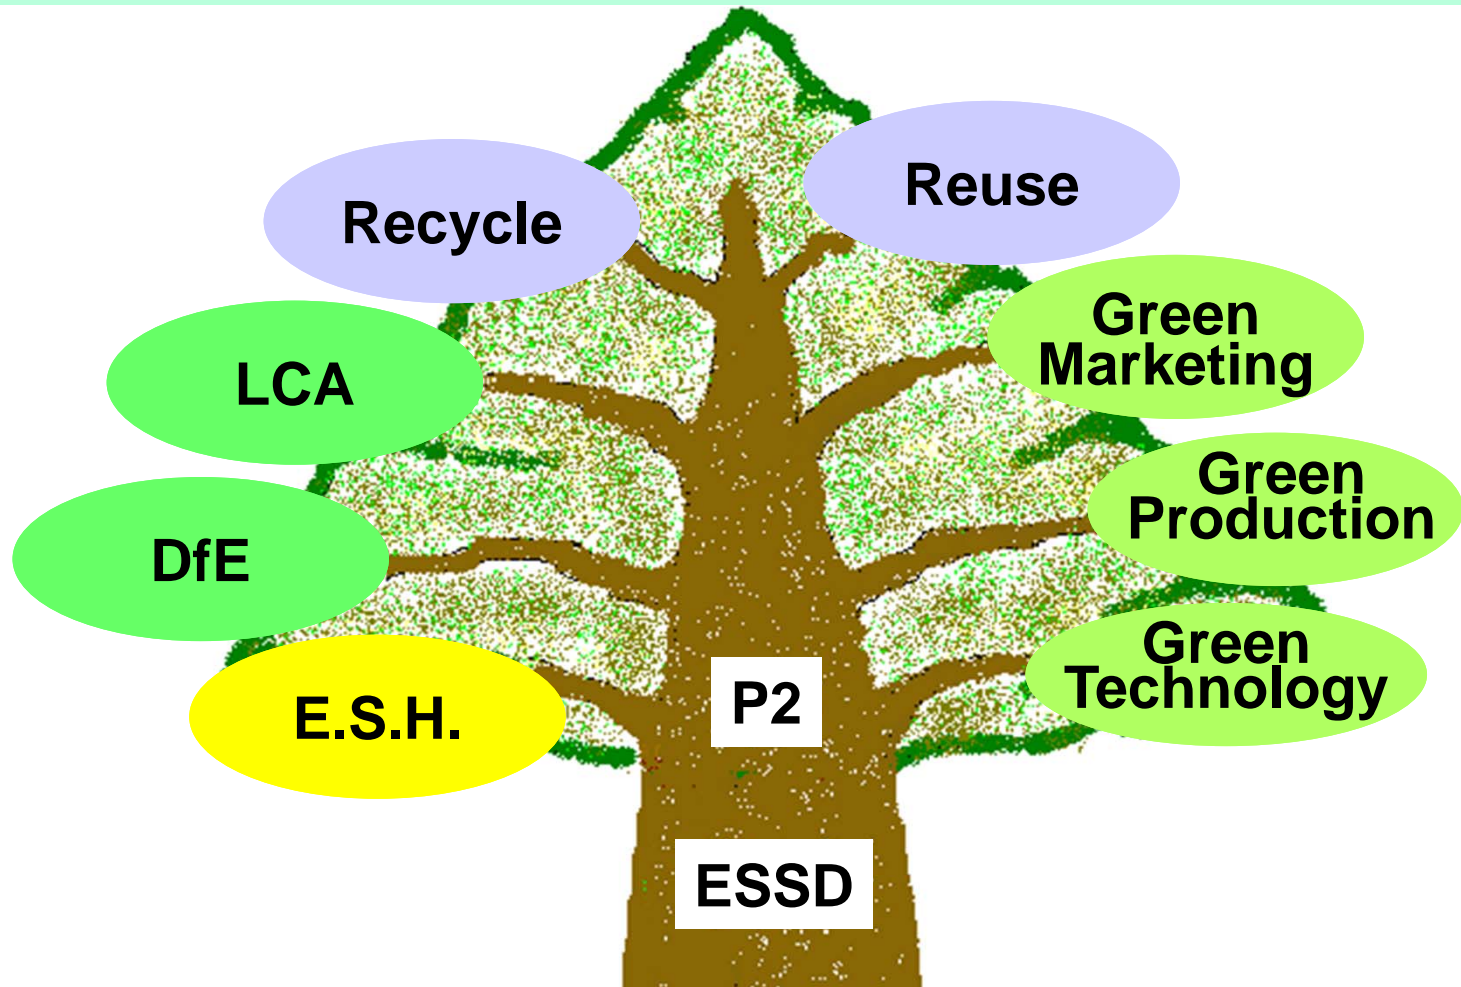 Reuse
Recycle
Green
Marketing
LCA
Green
Production
DfE
Green
Technology
E.S.H.
P2
ESSD